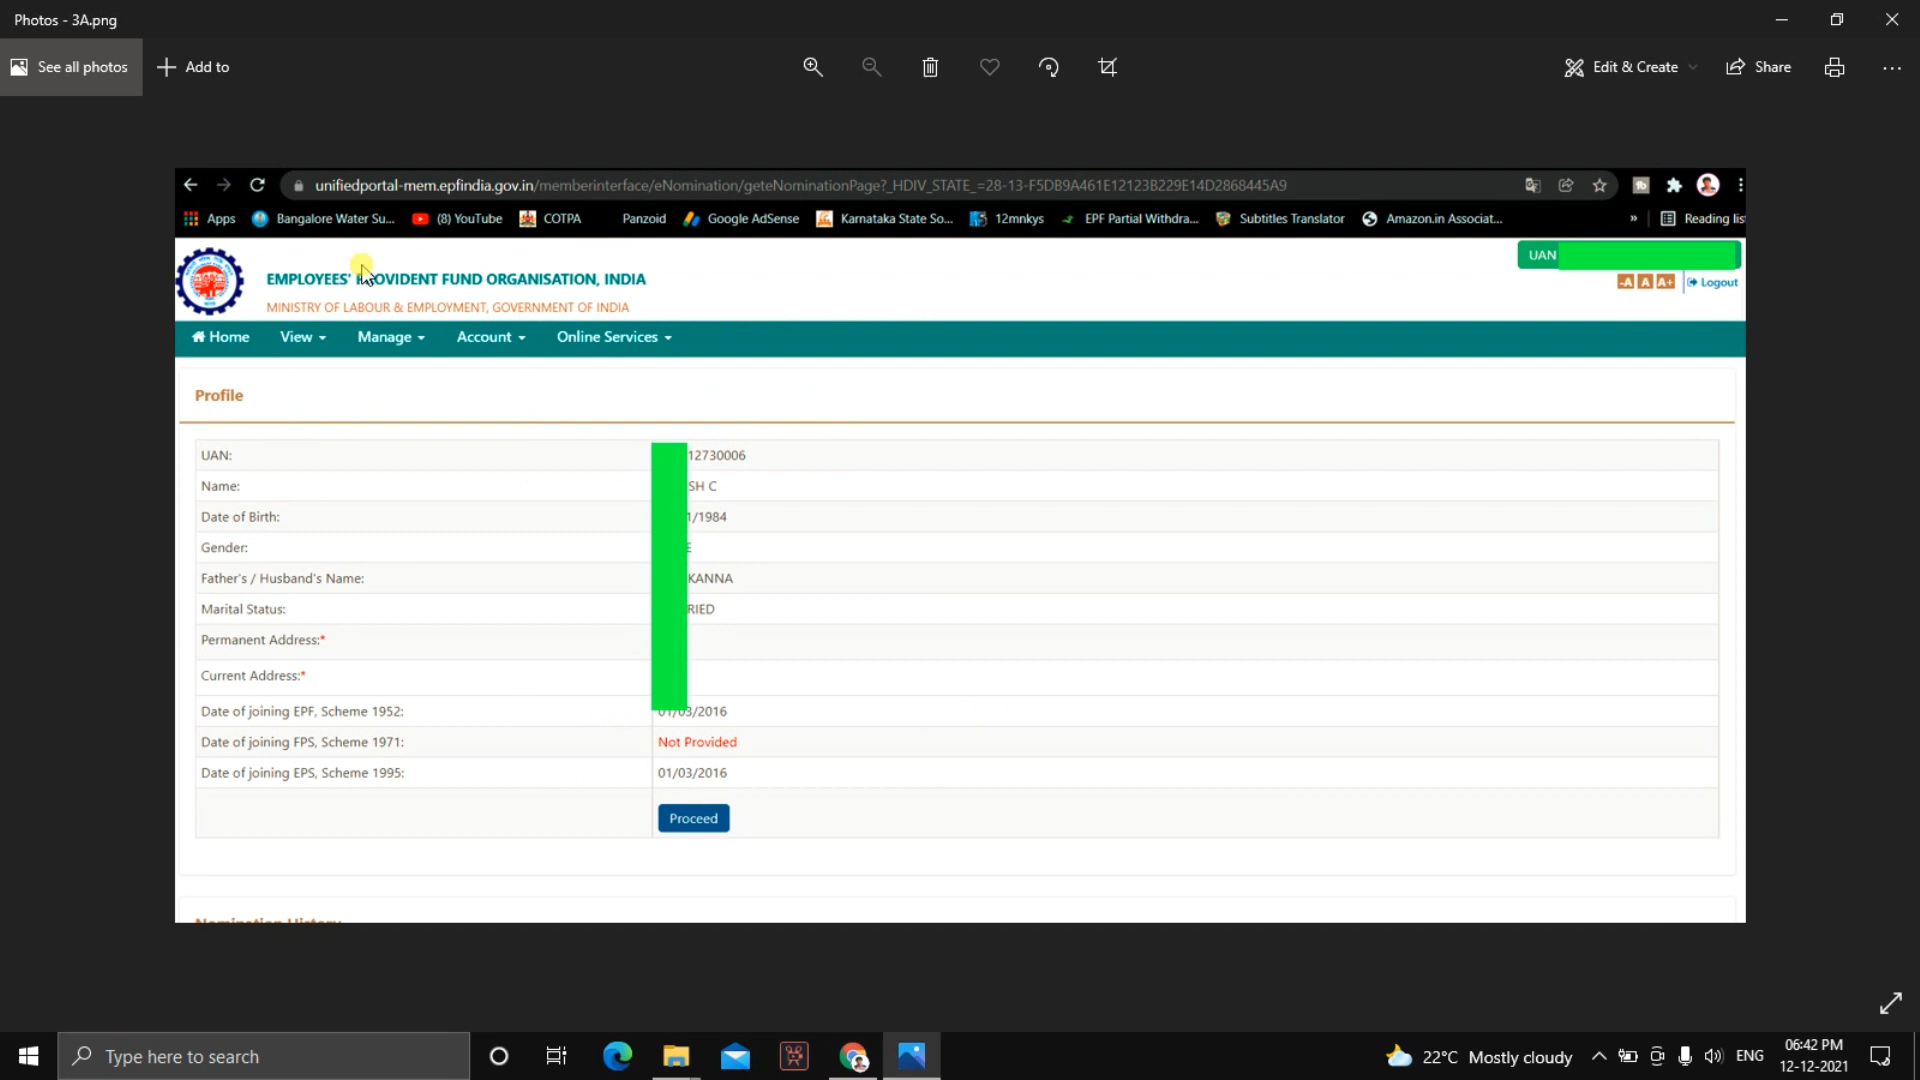 Photos - 3A.png
See all photos
Add to
Edit & Create
Share
unifiedportal-mem.epfindia.gov.in/memberinterface/eNomination/geteNominationPage?_HDIV_STATE_=28-13-F5DB9A461E12123B229E14D2868445A9
Apps Bangalore Water Su... (8) YouTube COTPA Panzoid Google AdSense Karnataka State So... 12mnkys EPF Partial Withdra... Subtitles Translator Amazon.in Associat... » Reading
UAN
EMPLOYEES' PROVIDENT FUND ORGANISATION, INDIA
-A A A+ Logout
MINISTRY OF LABOUR & EMPLOYMENT, GOVERNMENT OF INDIA
Home View Manage Account Online Services
Profile
UAN: 12730006
Name: SH C
Date of Birth: 1/1984
Gender: E
Father's / Husband's Name: KANNA
Marital Status: RIED
Permanent Address:*
Current Address:*
Date of joining EPF, Scheme 1952: 01/03/2016
Date of joining FPS, Scheme 1971: Not Provided
Date of joining EPS, Scheme 1995: 01/03/2016
Proceed
Nomination History
Type here to search
22°C Mostly cloudy
ENG
06:42 PM
12-12-2021